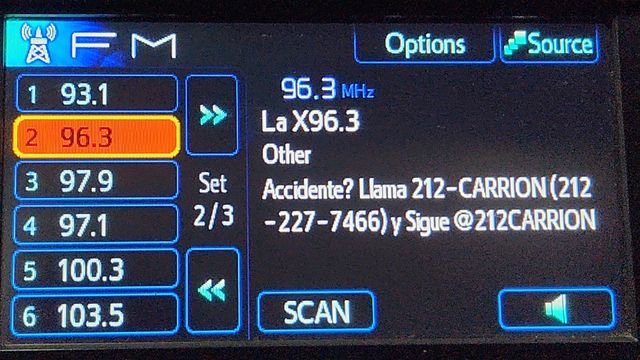 FM
Options
Source
1 93.1
2 96.3
3 97.9
4 97.1
5 100.3
6 103.5
Set
2/3
96.3 MHz
La X96.3
Other
Accidente? Llama 212-CARRION (212
-227-7466) y Sigue @212CARRION
SCAN